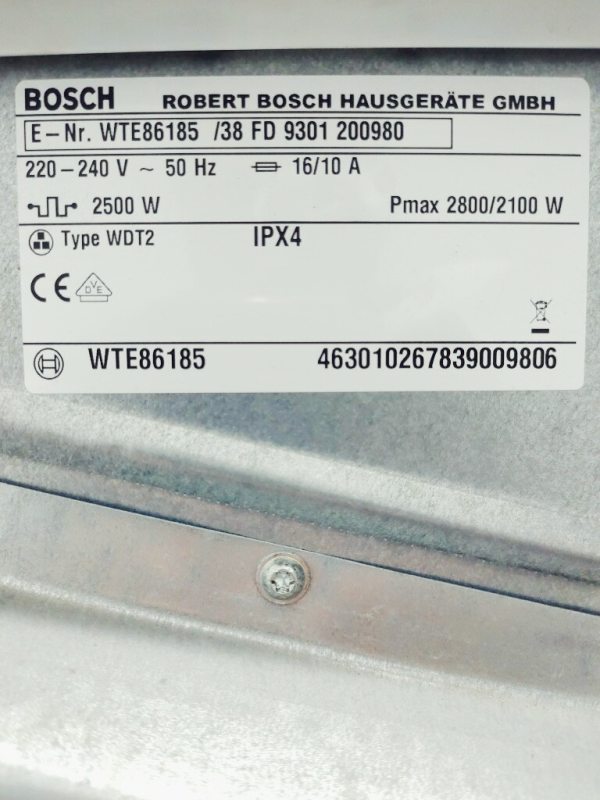 BOSCH ROBERT BOSCH HAUSGERÄTE GMBH
E-Nr. WTE86185 /38 FD 9301 200980
220-240 V ~ 50 Hz 16/10 A
2500 W Pmax 2800/2100 W
Type WDT2 IPX4
CE VDE
WTE86185 463010267839009806